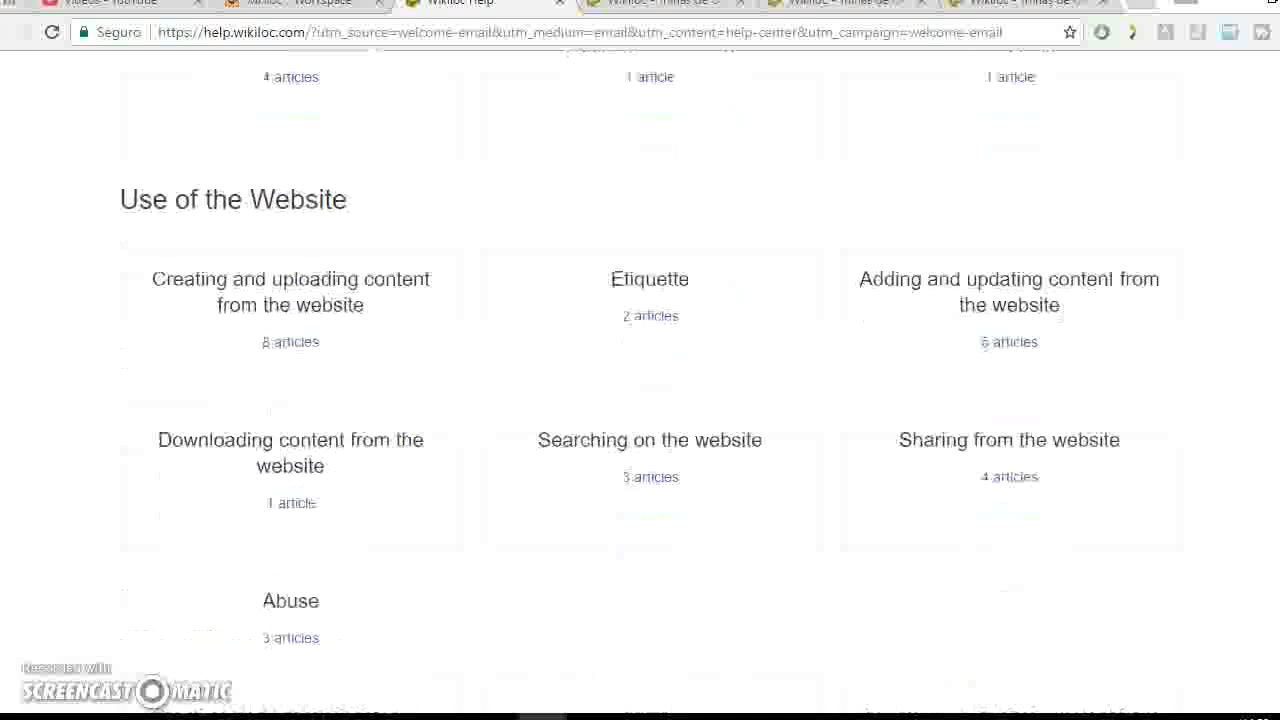 Wikiloc Help
Seguro
https://help.wikiloc.com/?utm_source=welcome-email&utm_medium=email&utm_content=help-center&utm_campaign=welcome-email
4 articles
1 article
1 article
Use of the Website
Creating and uploading content
from the website
8 articles
Etiquette
2 articles
Adding and updating content from
the website
6 articles
Downloading content from the
website
1 article
Searching on the website
3 articles
Sharing from the website
4 articles
Abuse
3 articles
Recorded with
SCREENCAST MATIC